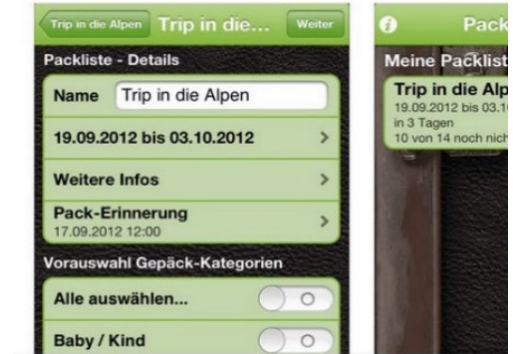 Trip in die Alpen Trip in die... Weiter
Packliste - Details
Name Trip in die Alpen
19.09.2012 bis 03.10.2012
Weitere Infos
Pack-Erinnerung
17.09.2012 12:00
Vorauswahl Gepäck-Kategorien
Alle auswählen...
Baby / Kind
Pack
Meine Packlist
Trip in die Alp
19.09.2012 bis 03.1
in 3 Tagen
10 von 14 noch nich